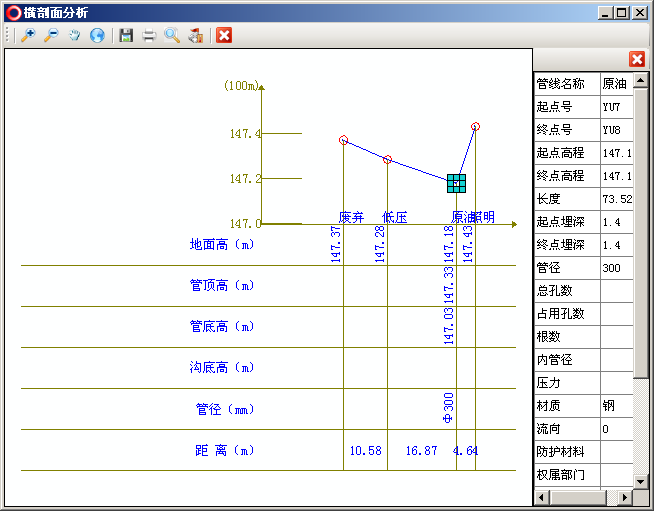 横剖面分析
(100m)
147.4
147.2
147.0
废弃 低压 原油 照明
地面高（m） 147.37 147.28 147.18 147.43
管顶高（m） 147.33
管底高（m） 147.03
沟底高（m）
管径（mm） Φ300
距 离（m） 10.58 16.87 4.64
管线名称 原油
起点号 YU7
终点号 YU8
起点高程 147.1
终点高程 147.1
长度 73.52
起点埋深 1.4
终点埋深 1.4
管径 300
总孔数
占用孔数
根数
内管径
压力
材质 钢
流向 0
防护材料
权属部门